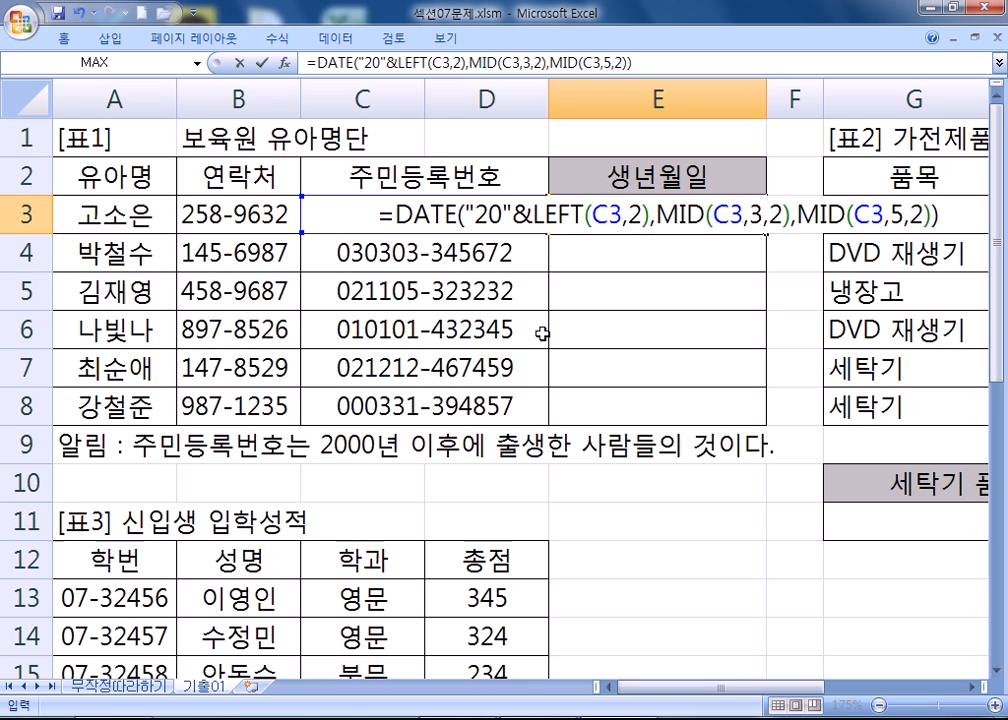 섹션07문제.xlsm - Microsoft Excel
홈 삽입 페이지 레이아웃 수식 데이터 검토 보기
MAX =DATE("20"&LEFT(C3,2),MID(C3,3,2),MID(C3,5,2))
A B C D E F G
1 [표1] 보육원 유아명단 [표2] 가전제품
2 유아명 연락처 주민등록번호 생년월일 품목
3 고소은 258-9632 =DATE("20"&LEFT(C3,2),MID(C3,3,2),MID(C3,5,2))
4 박철수 145-6987 030303-345672 DVD 재생기
5 김재영 458-9687 021105-323232 냉장고
6 나빛나 897-8526 010101-432345 DVD 재생기
7 최순애 147-8529 021212-467459 세탁기
8 강철준 987-1235 000331-394857 세탁기
9 알림 : 주민등록번호는 2000년 이후에 출생한 사람들의 것이다.
10 세탁기
11 [표3] 신입생 입학성적
12 학번 성명 학과 총점
13 07-32456 이영인 영문 345
14 07-32457 수정민 영문 324
15 07-32458 234
무작정따라하기 기출01
입력 175%